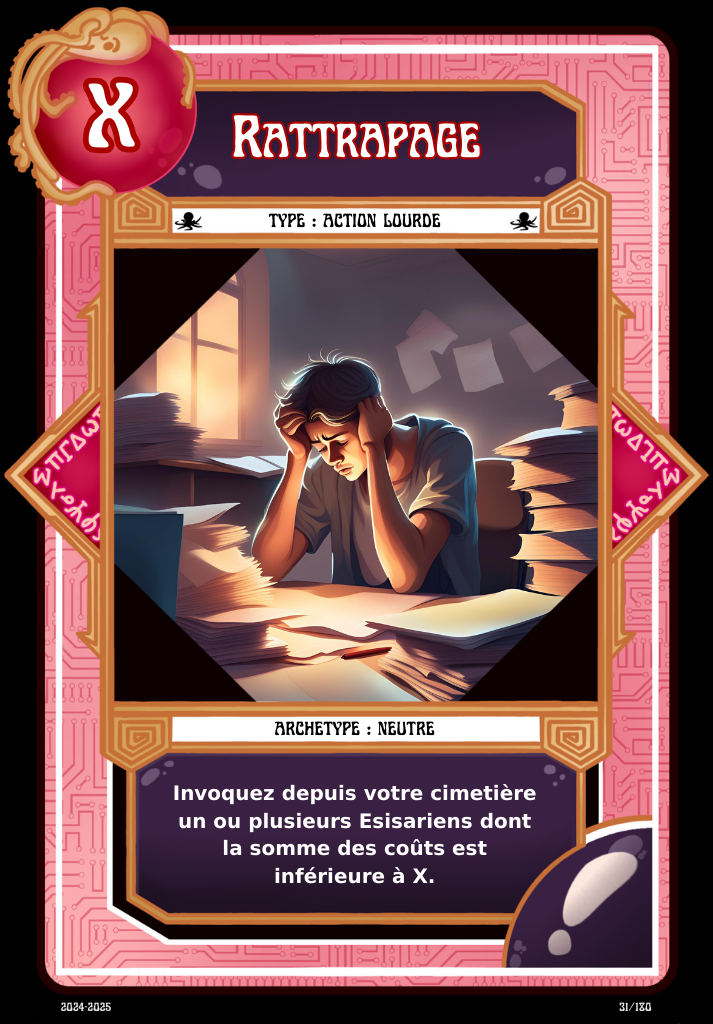 X
RATTRAPAGE
TYPE : ACTION LOURDE
ARCHETYPE : NEUTRE
Invoquez depuis votre cimetière
un ou plusieurs Esisariens dont
la somme des coûts est
inférieure à X.
2024-2025
31/180